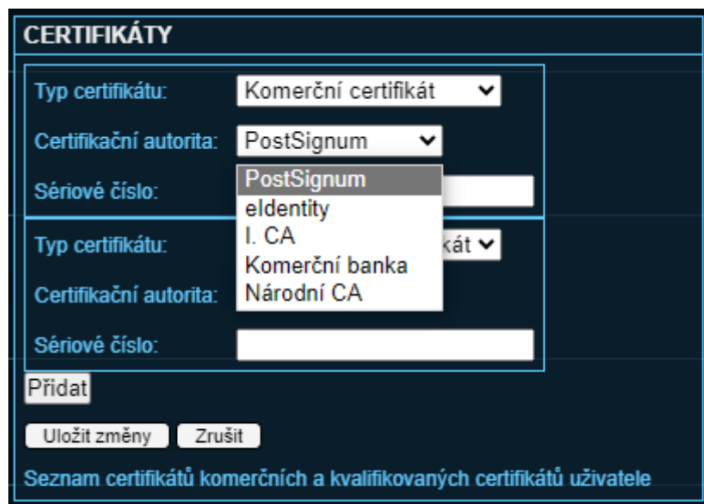 CERTIFIKÁTY
Typ certifikátu: Komerční certifikát
Certifikační autorita: PostSignum
PostSignum
Sériové číslo:
eIdentity
I. CA
Typ certifikátu: kát
Komerční banka
Certifikační autorita:
Národní CA
Sériové číslo:
Přidat
Uložit změny Zrušit
Seznam certifikátů komerčních a kvalifikovaných certifikátů uživatele